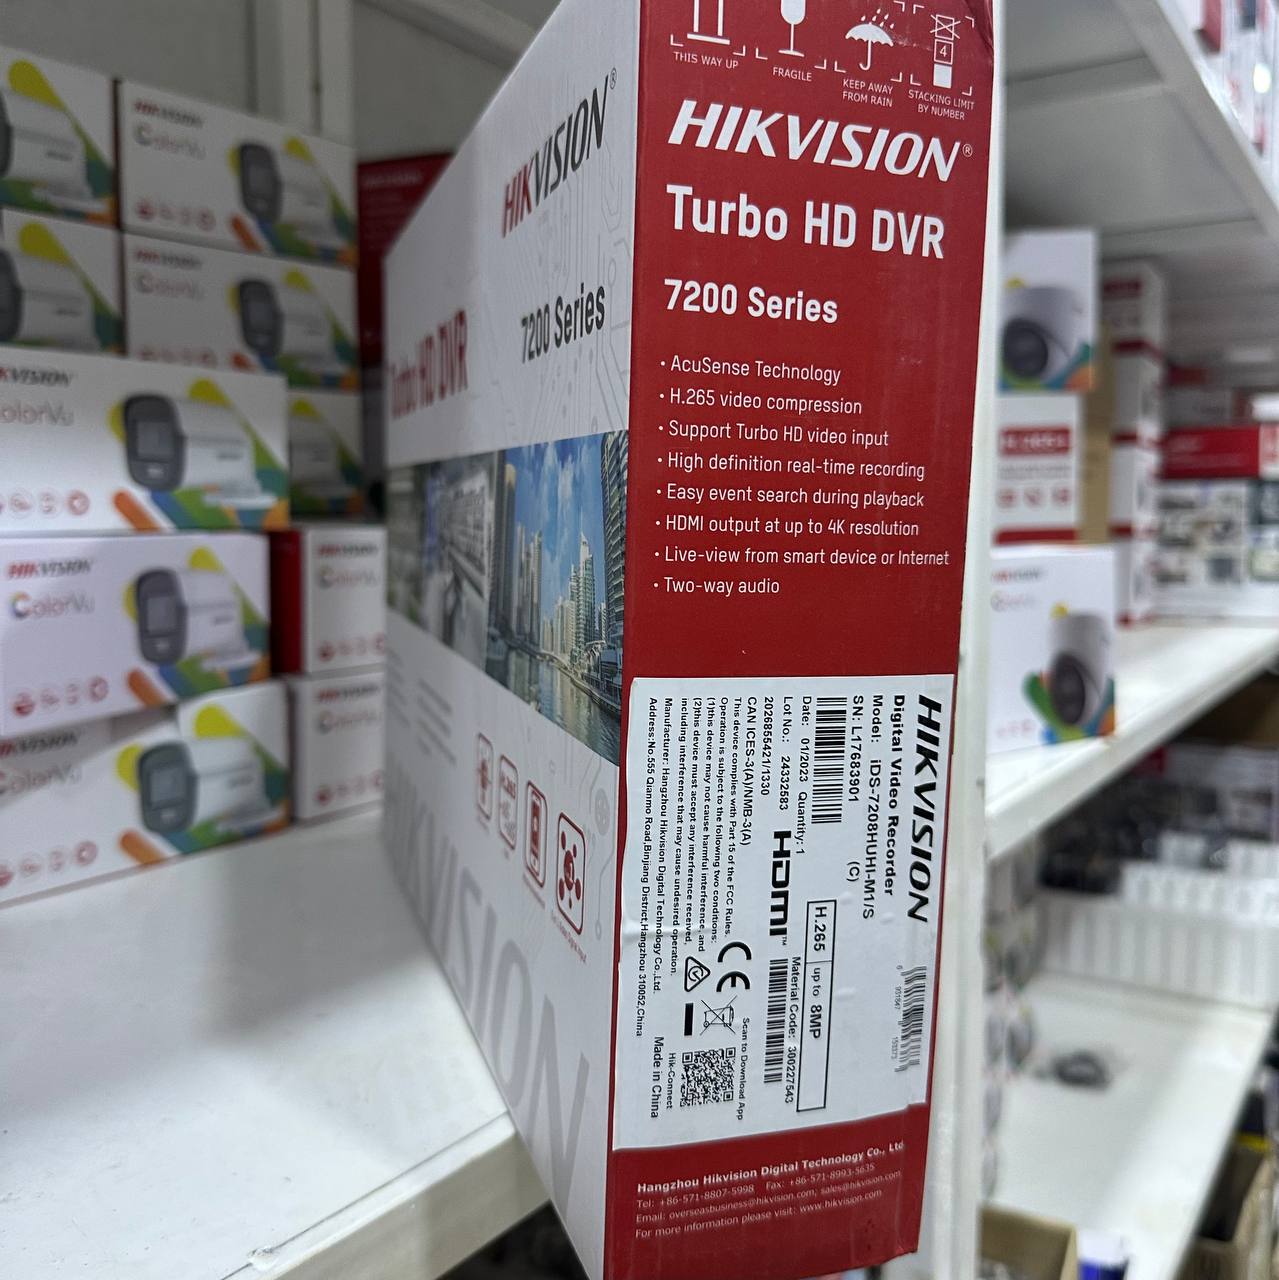 THIS WAY UP
FRAGILE
KEEP AWAY
FROM RAIN
4
STACKING LIMIT
BY NUMBER
HIKVISION®
Turbo HD DVR
7200 Series
• AcuSense Technology
• H.265 video compression
• Support Turbo HD video input
• High definition real-time recording
• Easy event search during playback
• HDMI output at up to 4K resolution
• Live-view from smart device or Internet
• Two-way audio
HIKVISION
Digital Video Recorder
Model: iDS-7208HUHI-M1/S
(C)
SN: L17683901
H.265 up to 8MP
Date: 01/2023 Quantity: 1
Lot No.: 24332583
2026855421/1330
HDMI™
Material Code: 300227543
CAN ICES-3(A)/NMB-3(A)
This device complies with Part 15 of the FCC Rules.
Operation is subject to the following two conditions:
(1)this device may not cause harmful interference, and
(2)this device must accept any interference received,
including interference that may cause undesired operation.
CE
Scan to Download App
Hik-Connect
Manufacturer: Hangzhou Hikvision Digital Technology Co.,Ltd.
Address:No.555 Qianmo Road,Binjiang District,Hangzhou 310052,China
Made in China
Hangzhou Hikvision Digital Technology Co., Ltd
Tel: +86-571-8807-5998 Fax: +86-571-8993-5635
Email: overseasbusiness@hikvision.com; sales@hikvision.com
For more information please visit: www.hikvision.com
HIKVISION®
Turbo HD DVR
7200 Series
HIKVISION
ColorVu
HIKVISION
ColorVu
HIKVISION
ColorVu
HIKVISION
ColorVu